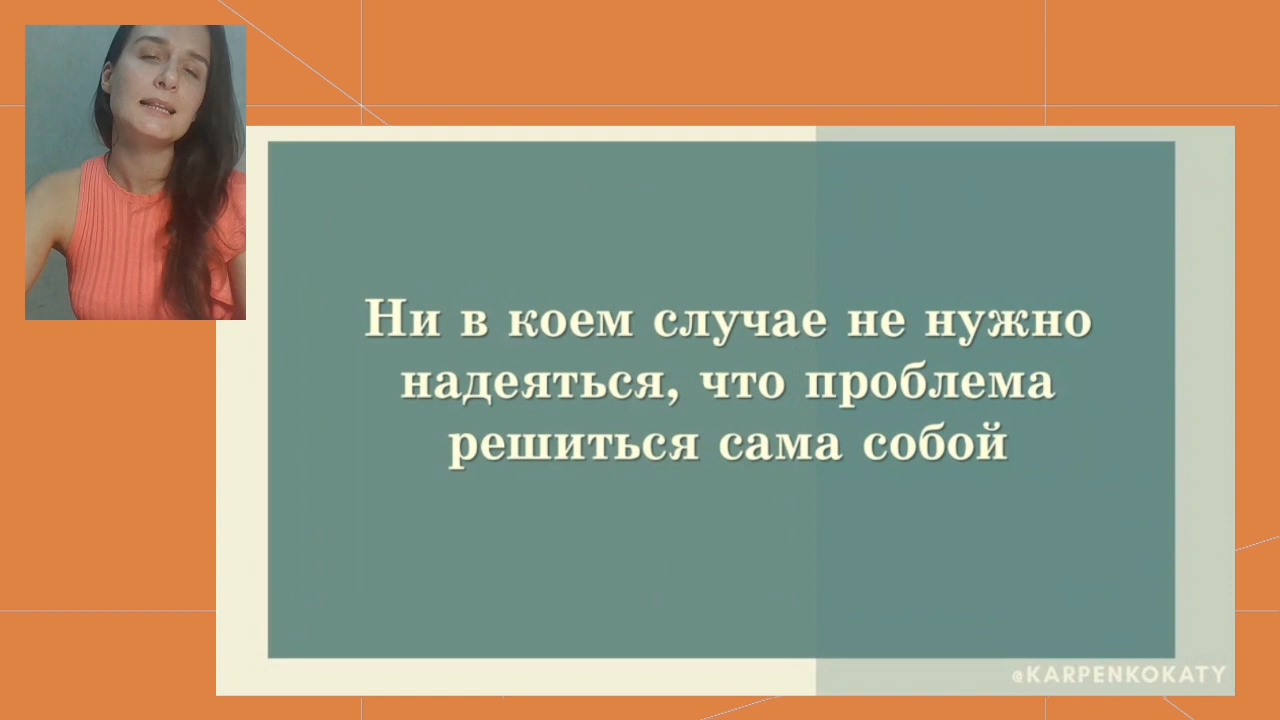 Ни в коем случае не нужно
надеяться, что проблема
решиться сама собой
@KARPENKOKATY